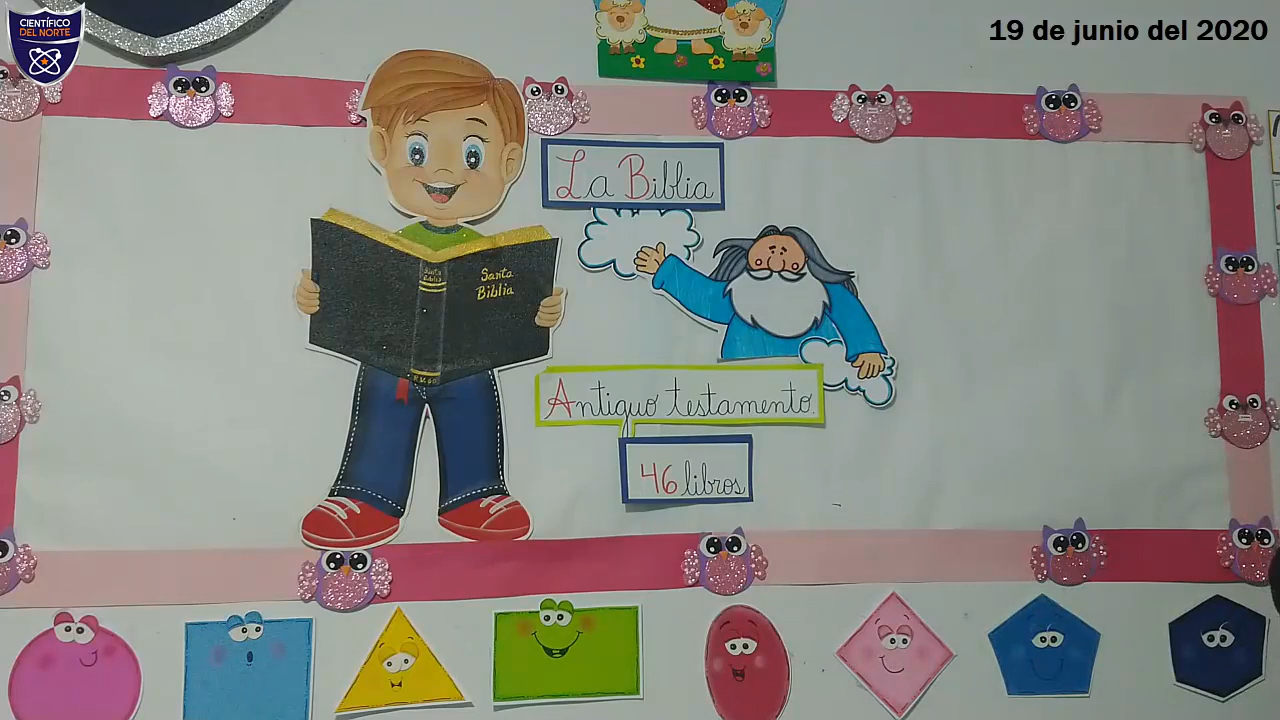 CIENTÍFICO
DEL NORTE
19 de junio del 2020
La Biblia
Santa
Biblia
Santa
Biblia
Antiguo testamento.
46 libros